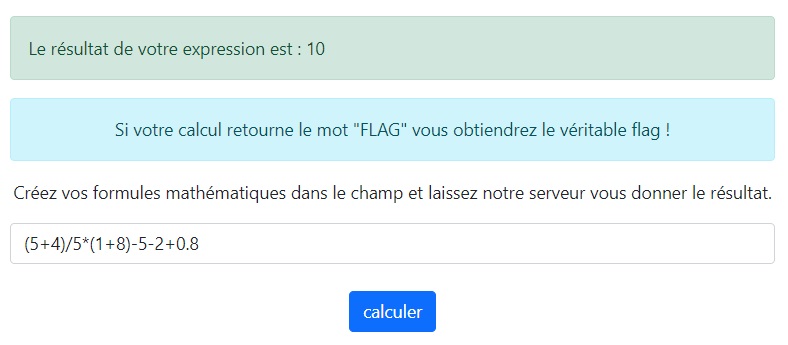 Le résultat de votre expression est : 10
Si votre calcul retourne le mot "FLAG" vous obtiendrez le véritable flag !
Créez vos formules mathématiques dans le champ et laissez notre serveur vous donner le résultat.
(5+4)/5*(1+8)-5-2+0.8
calculer